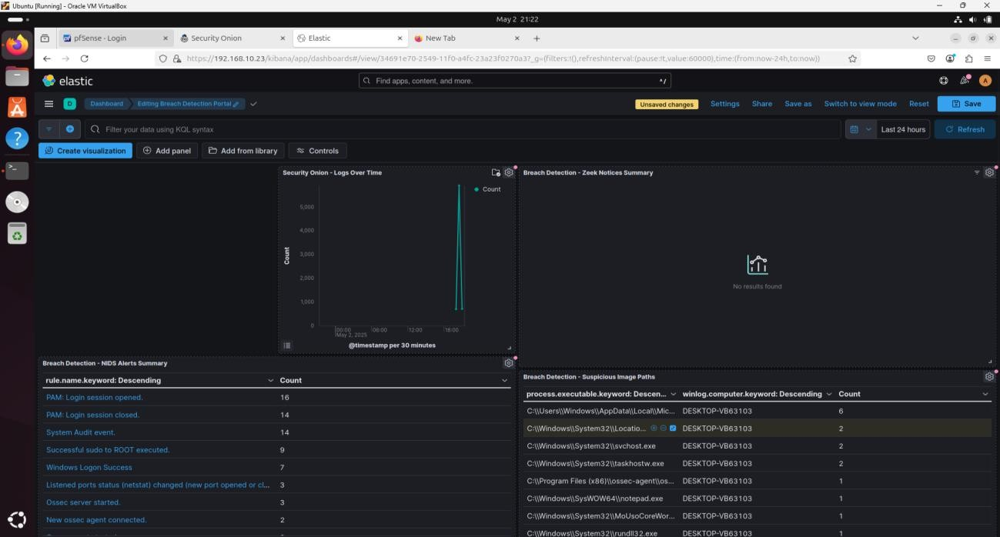 Ubuntu [Running] - Oracle VM VirtualBox
May 2 21:22
pfSense - Login
Security Onion
Elastic
New Tab
https://192.168.10.23/kibana/app/dashboards#/view/34691e70-2549-11f0-a4fc-23a23f0270a3?_g=(filters:!(),refreshInterval:(pause:!t,value:60000),time:(from:now-24h,to:now))
elastic
Find apps, content, and more.
^/
A
D
Dashboard
Editing Breach Detection Portal
Unsaved changes
Settings
Share
Save as
Switch to view mode
Reset
Save
Filter your data using KQL syntax
Last 24 hours
Refresh
Create visualization
Add panel
Add from library
Controls
Security Onion - Logs Over Time
Count
5,000
4,000
3,000
2,000
1,000
0
Count
00:00
06:00
12:00
18:00
May 2, 2025
@timestamp per 30 minutes
Breach Detection - Zeek Notices Summary
No results found
Breach Detection - NIDS Alerts Summary
rule.name.keyword: Descending Count
PAM: Login session opened. 16
PAM: Login session closed. 14
System Audit event. 14
Successful sudo to ROOT executed. 9
Windows Logon Success 7
Listened ports status (netstat) changed (new port opened or cl... 3
Ossec server started. 3
New ossec agent connected. 2
Breach Detection - Suspicious Image Paths
process.executable.keyword: Descen... winlog.computer.keyword: Descending Count
C:\\Users\\Windows\\AppData\\Local\\Mic... DESKTOP-VB63103 6
C:\\Windows\\System32\\Locatio... DESKTOP-VB63103 2
C:\\Windows\\System32\\svchost.exe DESKTOP-VB63103 2
C:\\Windows\\System32\\taskhostw.exe DESKTOP-VB63103 2
C:\\Program Files (x86)\\ossec-agent\\os... DESKTOP-VB63103 1
C:\\Windows\\SysWOW64\\notepad.exe DESKTOP-VB63103 1
C:\\Windows\\System32\\MoUsoCoreWor... DESKTOP-VB63103 1
C:\\Windows\\System32\\rundll32.exe DESKTOP-VB63103 1